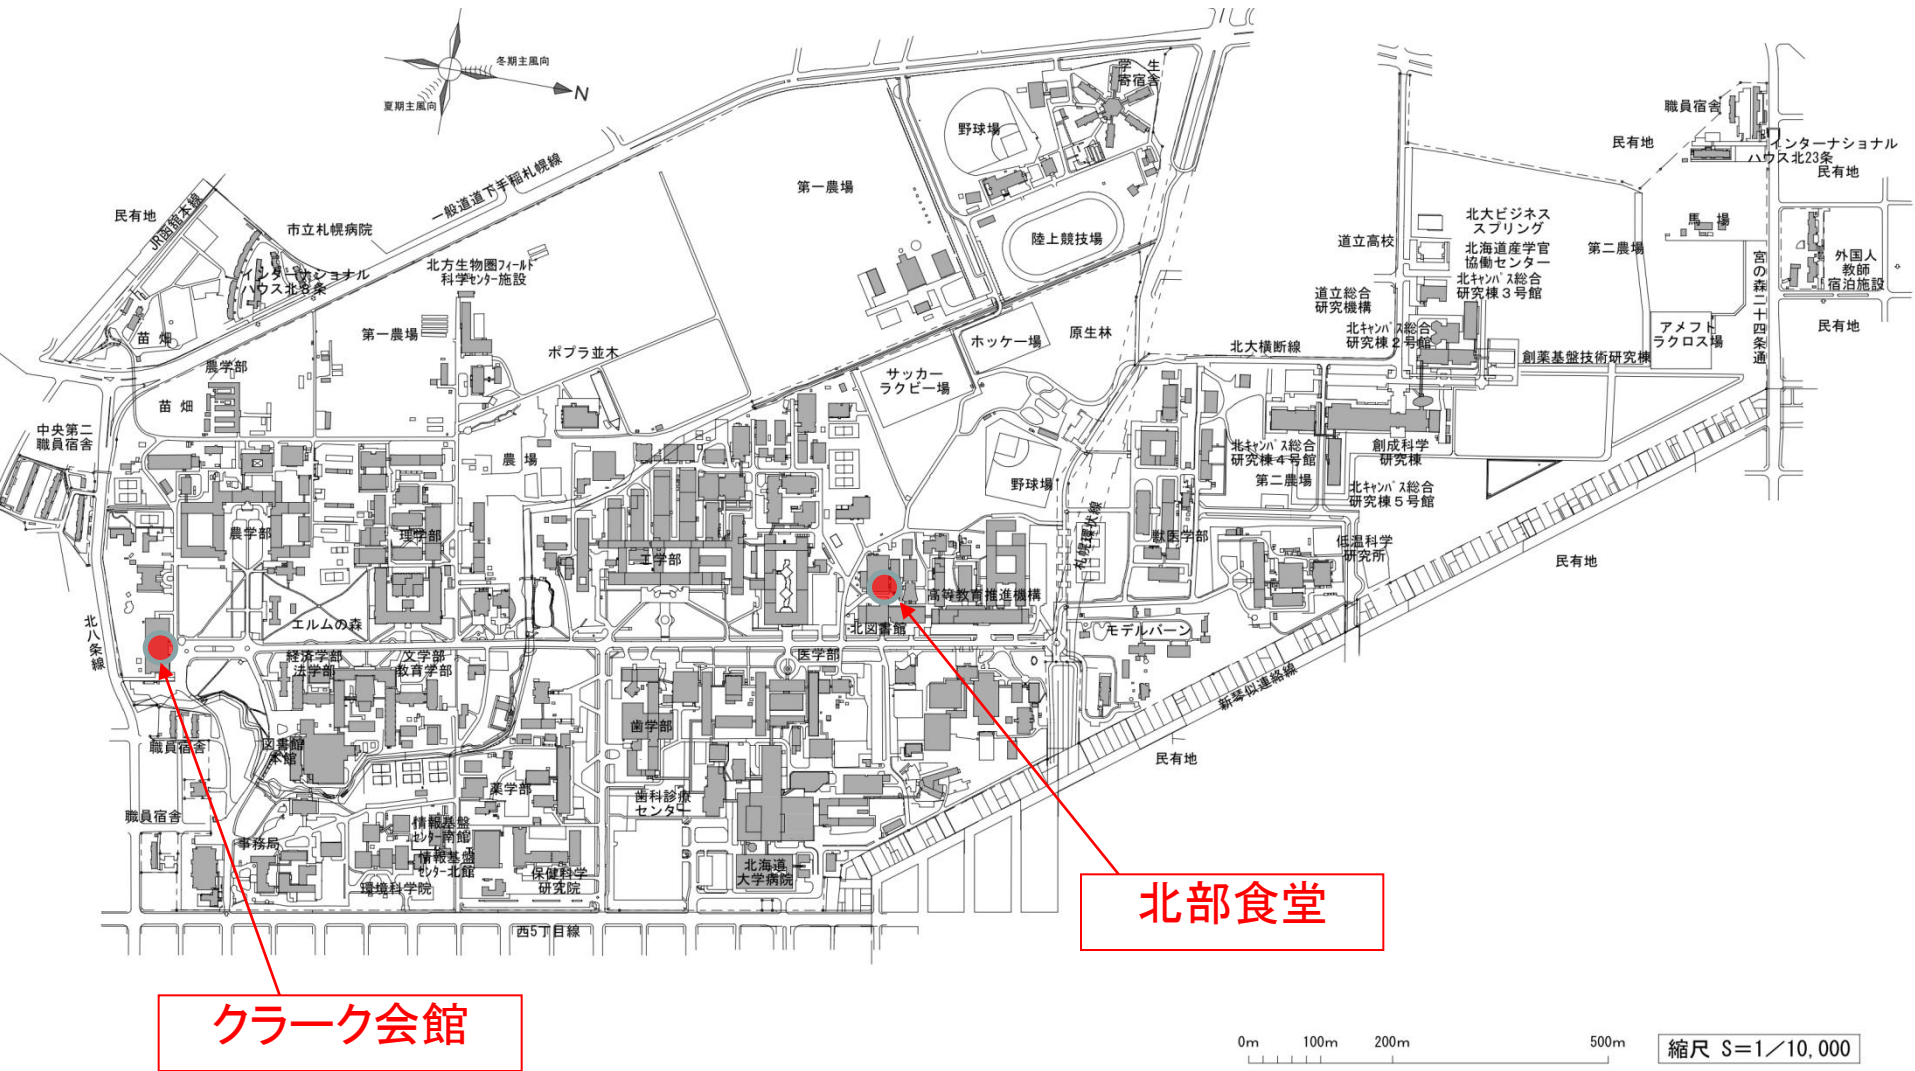 冬期主風向
夏期主風向
N
学生
寄宿舎
野球場
職員宿舎
民有地
インターナショナル
ハウス北23条
民有地
第一農場
陸上競技場
一般道道下手稲札幌線
JR函館本線
民有地
市立札幌病院
インターナショナル
ハウス北8条
北方生物圏フィールド
科学センター施設
北大ビジネス
スプリング
北海道産学官
協働センター
北キャンパス総合
研究棟3号館
道立高校
道立総合
研究機構
北キャンパス総合
研究棟2号館
第二農場
馬場
宮の森二十四条通
外国人
教師
宿泊施設
民有地
苗畑
第一農場
ポプラ並木
ホッケー場
原生林
北大横断線
アメフト
ラクロス場
創薬基盤技術研究棟
農学部
苗畑
サッカー
ラグビー場
中央第二
職員宿舎
農場
野球場
北キャンパス総合
研究棟4号館
創成科学
研究棟
第二農場
北キャンパス総合
研究棟5号館
農学部
理学部
工学部
札幌環状線
獣医学部
低温科学
研究所
民有地
高等教育推進機構
北図書館
モデルバーン
北八条線
エルムの森
経済学部
法学部
文学部
教育学部
医学部
新琴似連絡線
歯学部
職員宿舎
図書館
本館
民有地
薬学部
歯科診療
センター
職員宿舎
事務局
情報基盤
センター南館
情報基盤
センター北館
環境科学院
保健科学
研究院
北海道
大学病院
西5丁目線
北部食堂
クラーク会館
0m 100m 200m 500m
縮尺 S=1/10,000